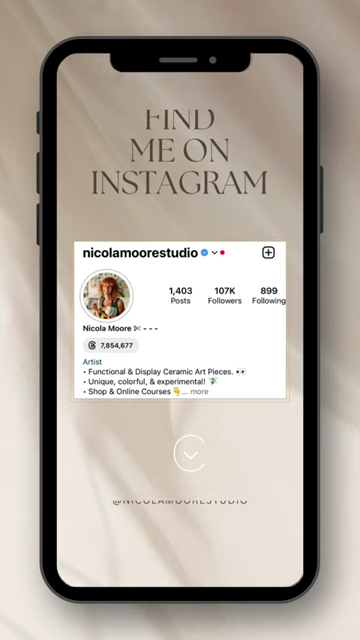 FIND
ME ON
INSTAGRAM
nicolamoorestudio
1,403 107K 899
Posts Followers Following
Nicola Moore ✂ - - -
7,854,677
Artist
• Functional & Display Ceramic Art Pieces. 👀
• Unique, colorful, & experimental! 🧚
• Shop & Online Courses 👇... more
@NICOLAMOORESTUDIO